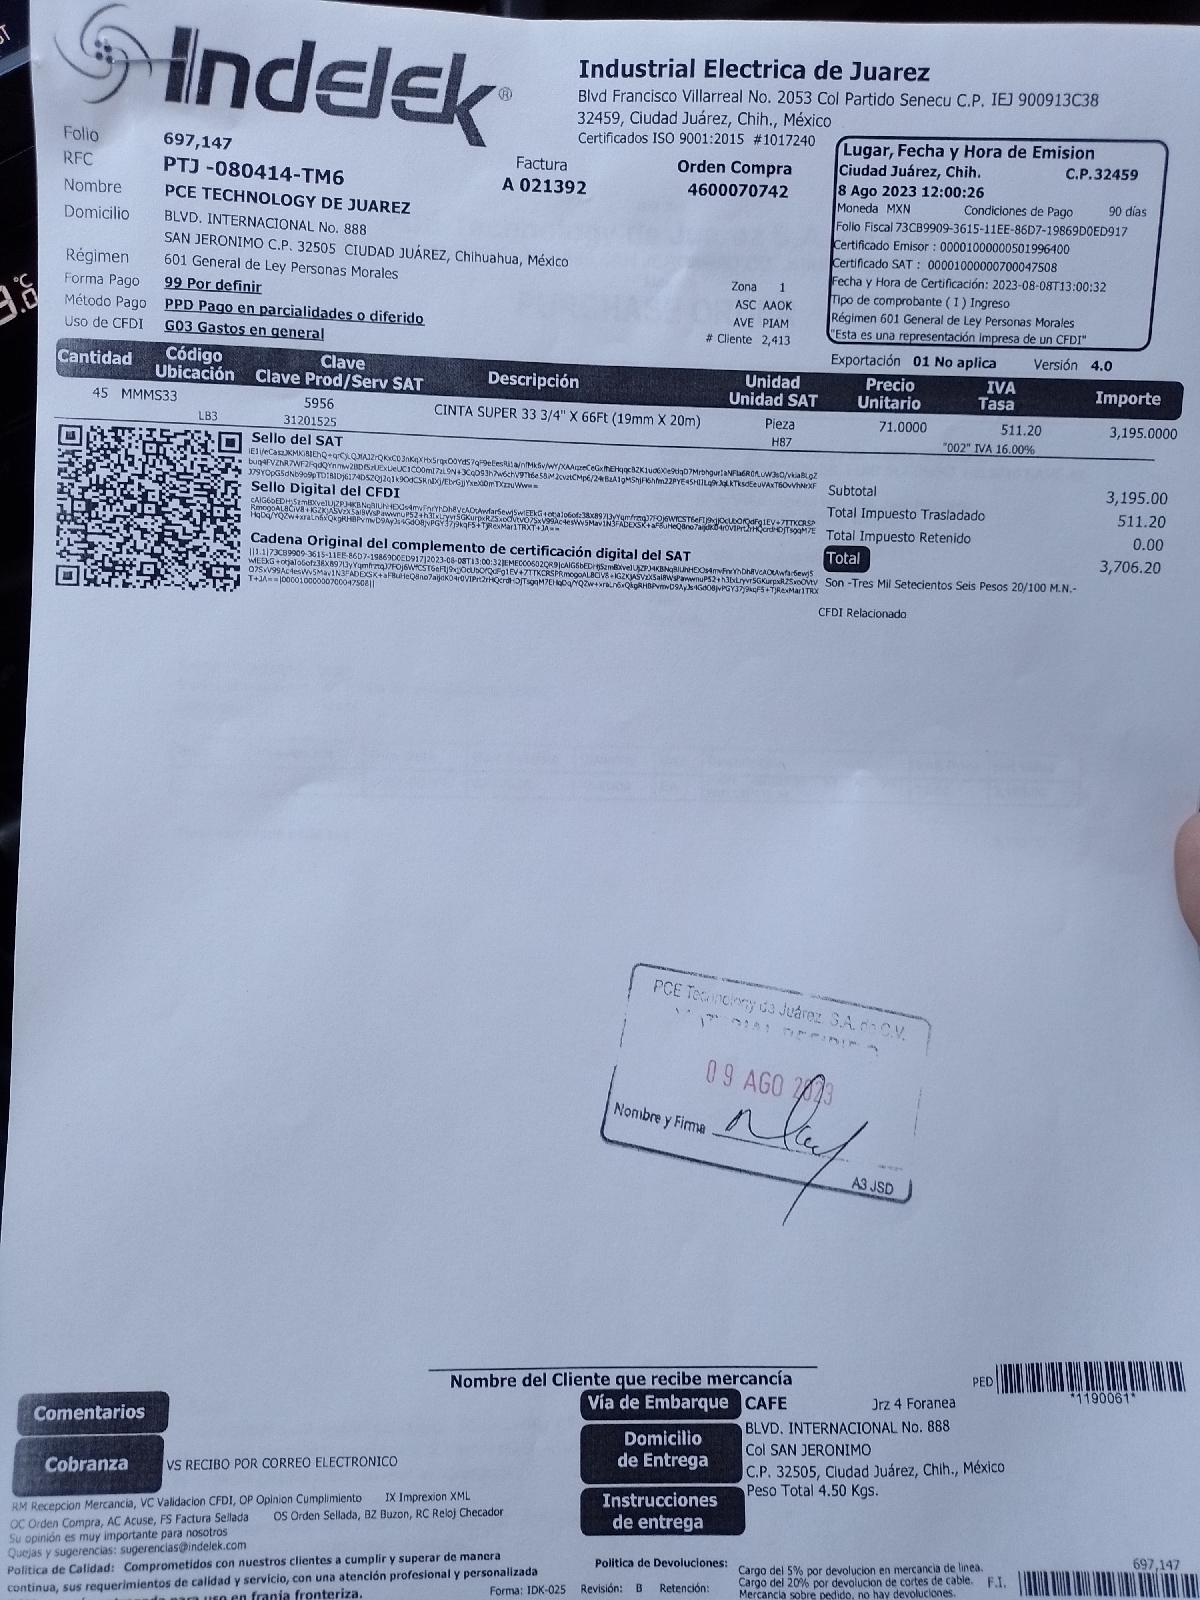 Indelek®
Industrial Electrica de Juarez
Blvd Francisco Villarreal No. 2053 Col Partido Senecu C.P. IEJ 900913C38
32459, Ciudad Juárez, Chih., México
Certificados ISO 9001:2015 #1017240
Folio 697,147
RFC PTJ -080414-TM6
Nombre PCE TECHNOLOGY DE JUAREZ
Domicilio BLVD. INTERNACIONAL No. 888
SAN JERONIMO C.P. 32505 CIUDAD JUÁREZ, Chihuahua, México
Régimen 601 General de Ley Personas Morales
Forma Pago 99 Por definir
Método Pago PPD Pago en parcialidades o diferido
Uso de CFDI G03 Gastos en general
Factura
A 021392
Orden Compra
4600070742
Zona 1
ASC AAOK
AVE PIAM
# Cliente 2,413
Lugar, Fecha y Hora de Emision
Ciudad Juárez, Chih. C.P.32459
8 Ago 2023 12:00:26
Moneda MXN Condiciones de Pago 90 días
Folio Fiscal 73CB9909-3615-11EE-86D7-19869D0ED917
Certificado Emisor : 00001000000501996400
Certificado SAT : 00001000000700047508
Fecha y Hora de Certificación: 2023-08-08T13:00:32
Tipo de comprobante ( I ) Ingreso
Régimen 601 General de Ley Personas Morales
"Esta es una representación impresa de un CFDI"
Exportación 01 No aplica Versión 4.0
Cantidad Código Ubicación Clave Clave Prod/Serv SAT Descripción Unidad Unidad SAT Precio Unitario IVA Tasa Importe
45 MMMS33 5956 CINTA SUPER 33 3/4" X 66Ft (19mm X 20m) Pieza 71.0000 511.20 3,195.0000
LB3 31201525 H87 "002" IVA 16.00%
Sello del SAT
Sello Digital del CFDI
Cadena Original del complemento de certificación digital del SAT
Subtotal 3,195.00
Total Impuesto Trasladado 511.20
Total Impuesto Retenido 0.00
Total 3,706.20
Son -Tres Mil Setecientos Seis Pesos 20/100 M.N.-
CFDI Relacionado
PCE Technology de Juárez S.A. de C.V.
09 AGO 2023
Nombre y Firma
A3 JSD
Nombre del Cliente que recibe mercancía
PED
*1190061*
Comentarios
Cobranza VS RECIBO POR CORREO ELECTRONICO
Vía de Embarque CAFE Jrz 4 Foranea
Domicilio de Entrega
BLVD. INTERNACIONAL No. 888
Col SAN JERONIMO
C.P. 32505, Ciudad Juárez, Chih., México
Peso Total 4.50 Kgs.
Instrucciones de entrega
RM Recepcion Mercancia, VC Validacion CFDI, OP Opinion Cumplimiento IX Imprexion XML
OC Orden Compra, AC Acuse, FS Factura Sellada OS Orden Sellada, BZ Buzon, RC Reloj Checador
Su opinión es muy importante para nosotros
Quejas y sugerencias: sugerencias@indelek.com
Politica de Calidad: Comprometidos con nuestros clientes a cumplir y superar de manera
continua, sus requerimientos de calidad y servicio, con una atención profesional y personalizada
uso en franja fronteriza.
Forma: IDK-025 Revisión: B Retención:
Politica de Devoluciones: Cargo del 5% por devolucion en mercancia de linea.
Cargo del 20% por devolucion de cortes de cable.
Mercancia sobre pedido, no hay devoluciones.
F.I.
697,147